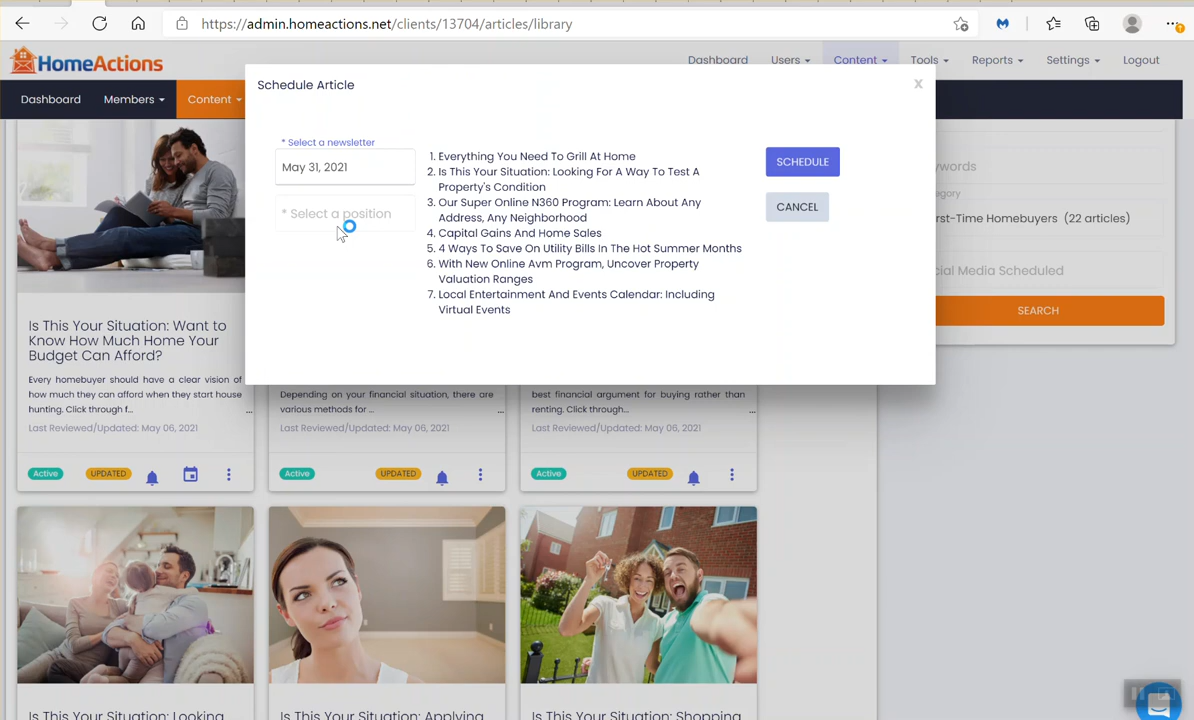 https://admin.homeactions.net/clients/13704/articles/library
HomeActions
Dashboard
Users
Content
Tools
Reports
Settings
Logout
Dashboard
Members
Content
Schedule Article
x
* Select a newsletter
May 31, 2021
* Select a position
1. Everything You Need To Grill At Home
2. Is This Your Situation: Looking For A Way To Test A
Property's Condition
3. Our Super Online N360 Program: Learn About Any
Address, Any Neighborhood
4. Capital Gains And Home Sales
5. 4 Ways To Save On Utility Bills In The Hot Summer Months
6. With New Online Avm Program, Uncover Property
Valuation Ranges
7. Local Entertainment And Events Calendar: Including
Virtual Events
SCHEDULE
CANCEL
ywords
egory
rst-Time Homebuyers (22 articles)
cial Media Scheduled
SEARCH
Is This Your Situation: Want to
Know How Much Home Your
Budget Can Afford?
Every homebuyer should have a clear vision of
how much they can afford when they start house
hunting. Click through f...
...
Last Reviewed/Updated: May 06, 2021
Active
UPDATED
Depending on your financial situation, there are
various methods for ...
...
Last Reviewed/Updated: May 06, 2021
Active
UPDATED
best financial argument for buying rather than
renting. Click through...
...
Last Reviewed/Updated: May 06, 2021
Active
UPDATED
Is This Your Situation: Looking
Is This Your Situation: Applying
Is This Your Situation: Shopping